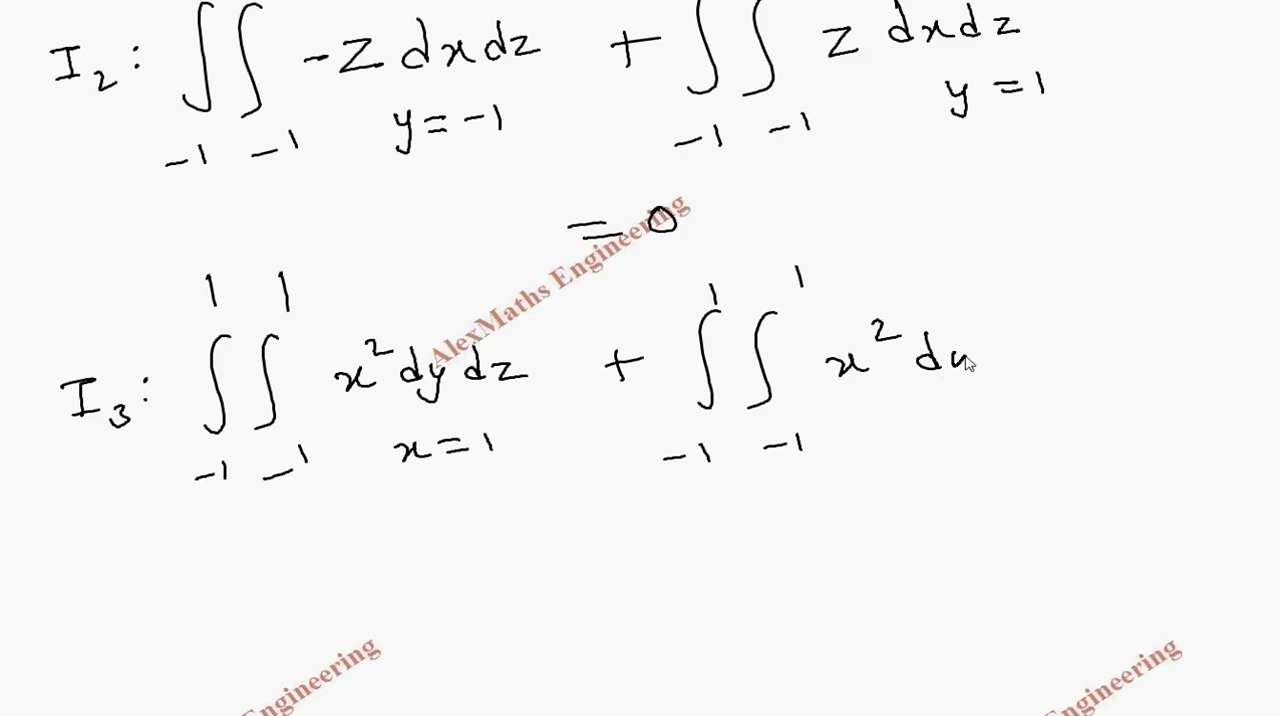 I₂: ∫∫ -z dx dz + ∫∫ z dx dz
-1 -1 y = -1 -1 -1 y = 1
= 0
AlexMaths Engineering
1 1 1 1
I₃: ∫∫ x² dy dz + ∫∫ x² dy
-1 -1 x = 1 -1 -1
Engineering
Engineering